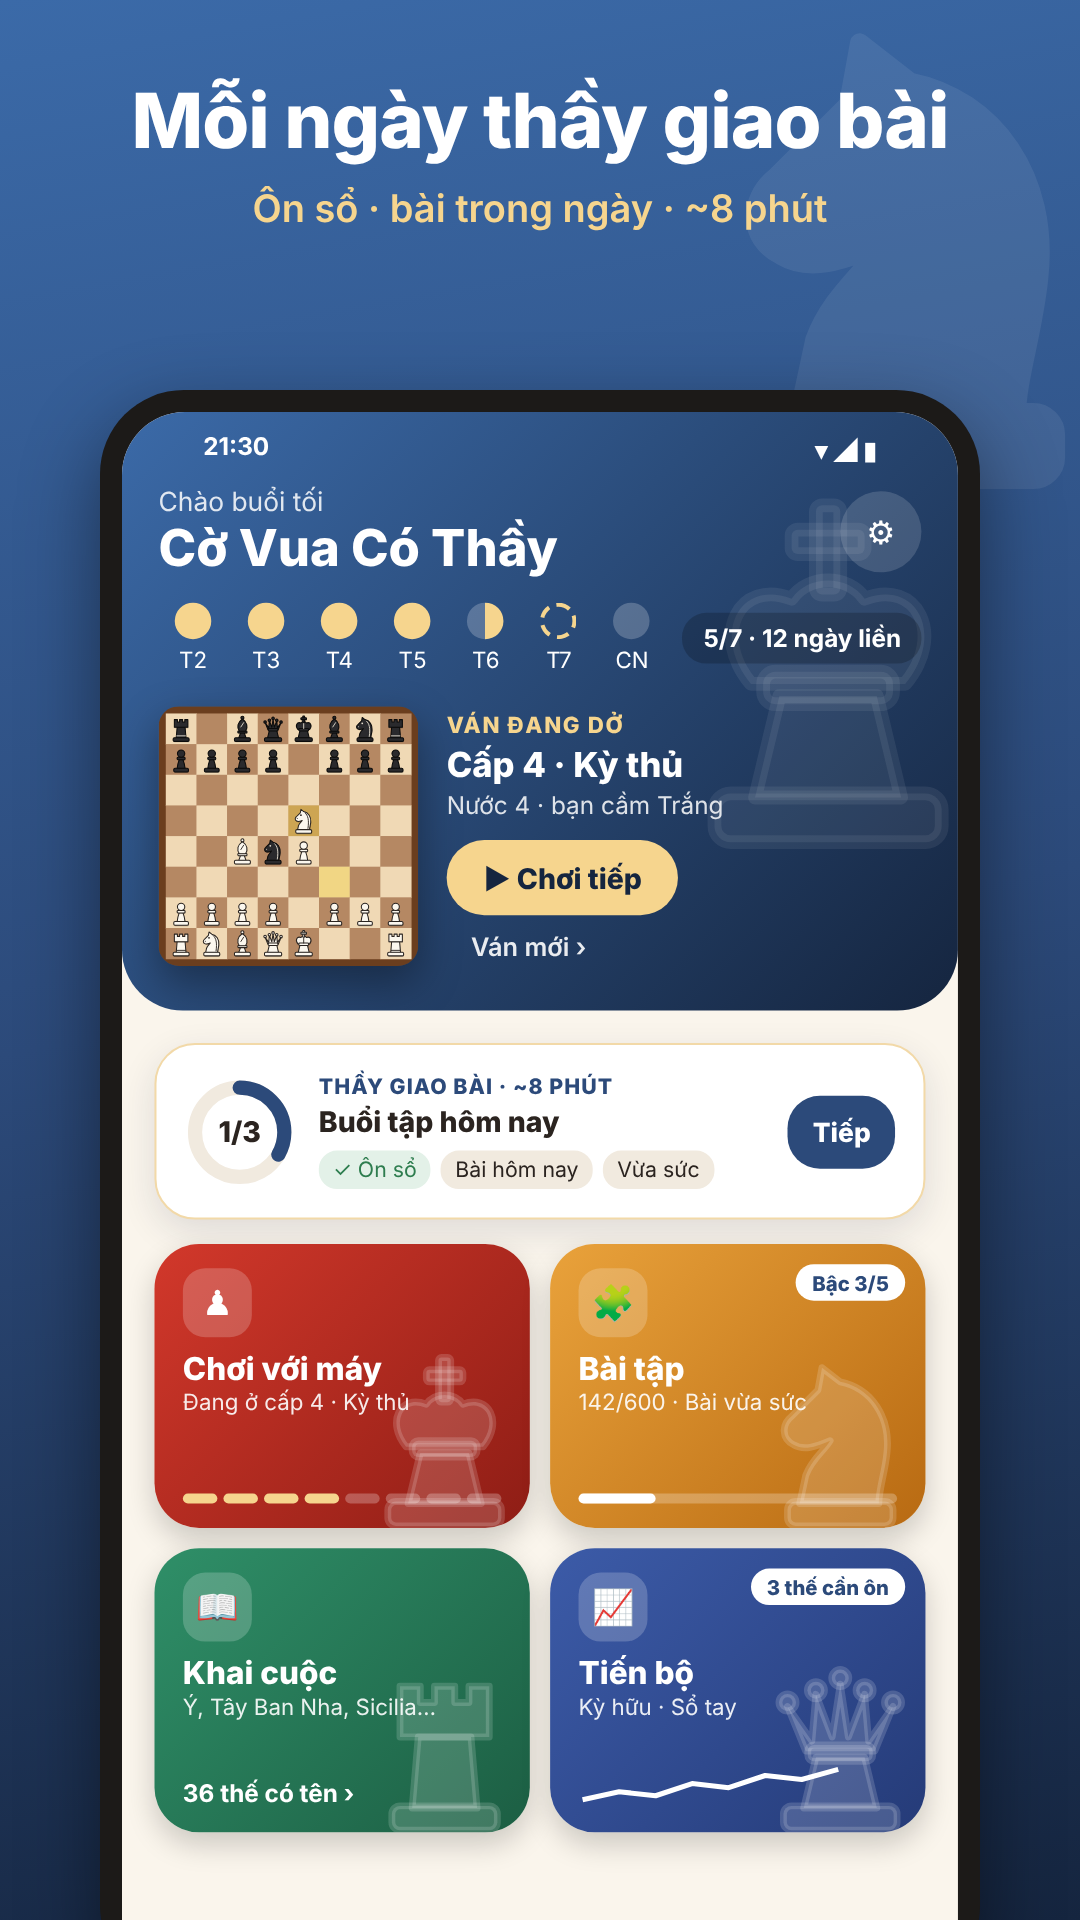 Mỗi ngày thầy giao bài
Ôn sổ · bài trong ngày · ~8 phút
21:30
Chào buổi tối
Cờ Vua Có Thầy
T2 T3 T4 T5 T6 T7 CN
5/7 · 12 ngày liền
VÁN ĐANG DỞ
Cấp 4 · Kỳ thủ
Nước 4 · bạn cầm Trắng
▶ Chơi tiếp
Ván mới ›
1/3
THẦY GIAO BÀI · ~8 PHÚT
Buổi tập hôm nay
✓ Ôn sổ
Bài hôm nay
Vừa sức
Tiếp
Chơi với máy
Đang ở cấp 4 · Kỳ thủ
Bậc 3/5
Bài tập
142/600 · Bài vừa sức
Khai cuộc
Ý, Tây Ban Nha, Sicilia...
36 thế có tên ›
3 thế cần ôn
Tiến bộ
Kỳ hữu · Sổ tay